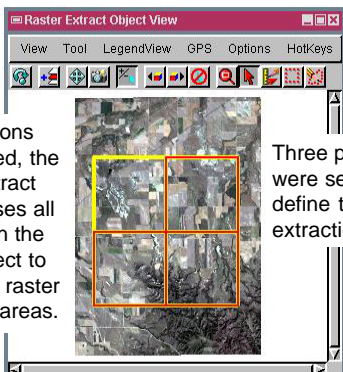 Raster Extract Object View
View Tool LegendView GPS Options HotKeys
ons
ed, the
tract
ses all
n the
ect to
raster
areas.
Three p
were se
define t
extracti